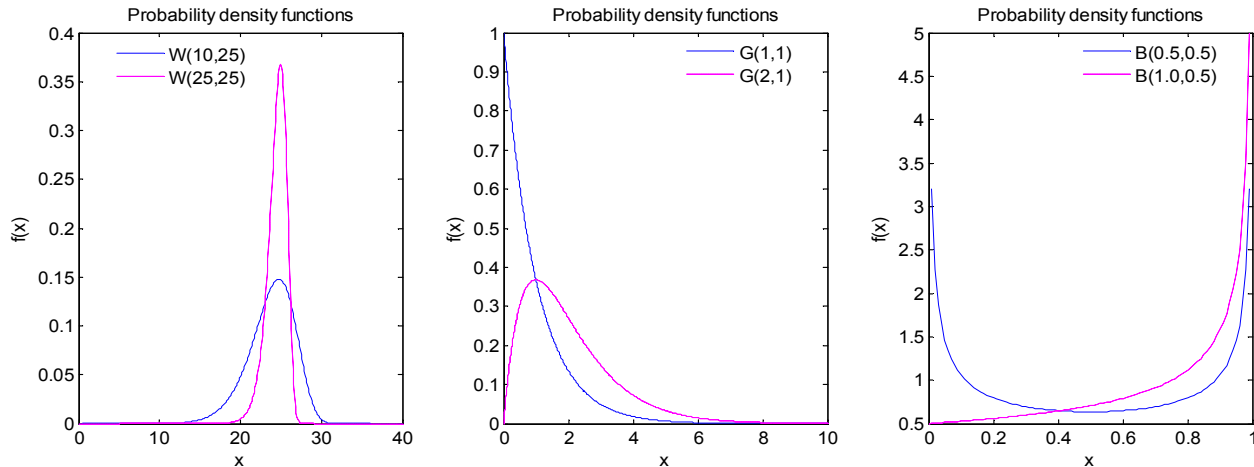 Probability density functions
f(x)
0.4
0.35
0.3
0.25
0.2
0.15
0.1
0.05
0
W(10,25)
W(25,25)
0 10 20 30 40
x
Probability density functions
f(x)
1
0.9
0.8
0.7
0.6
0.5
0.4
0.3
0.2
0.1
0
G(1,1)
G(2,1)
0 2 4 6 8 10
x
Probability density functions
f(x)
5
4.5
4
3.5
3
2.5
2
1.5
1
0.5
B(0.5,0.5)
B(1.0,0.5)
0 0.2 0.4 0.6 0.8 1
x